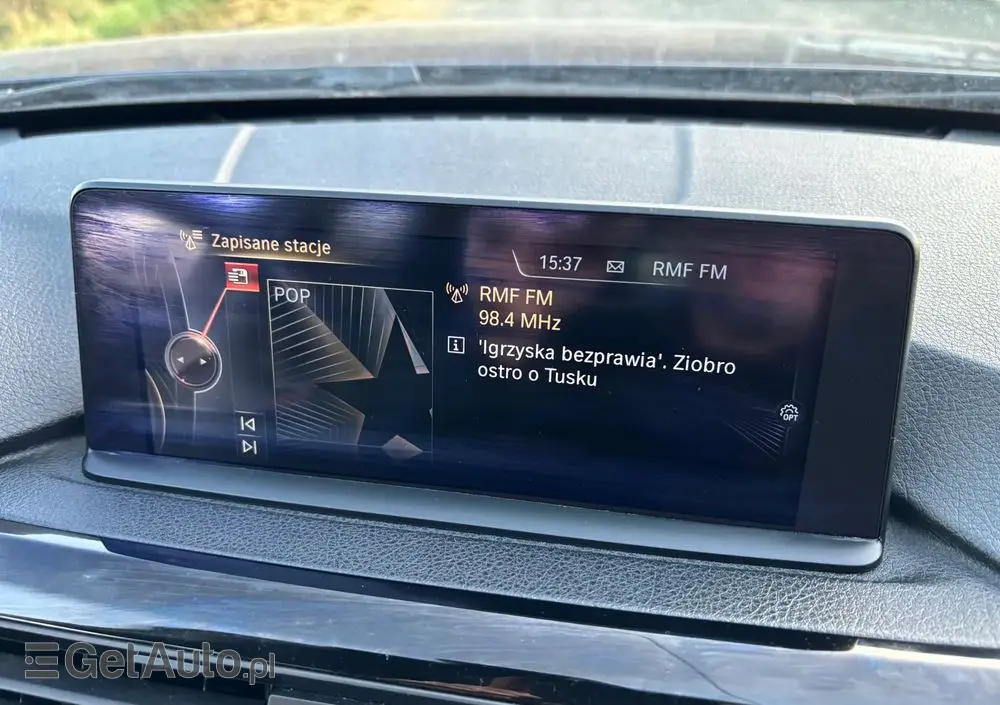 Zapisane stacje
15:37 RMF FM
POP
RMF FM
98.4 MHz
'Igrzyska bezprawia'. Ziobro
ostro o Tusku
OPT
GetAuto.pl